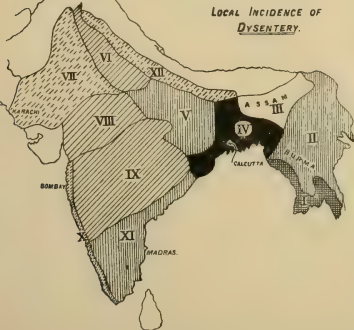 LOCAL INCIDENCE OF
DYSENTERY.
VI
XII
VII
KARACHI
ASSAM
III
V
IV
II
VIII
CALCUTTA
BURMA
IX
I
BOMBAY
X
XI
MADRAS.